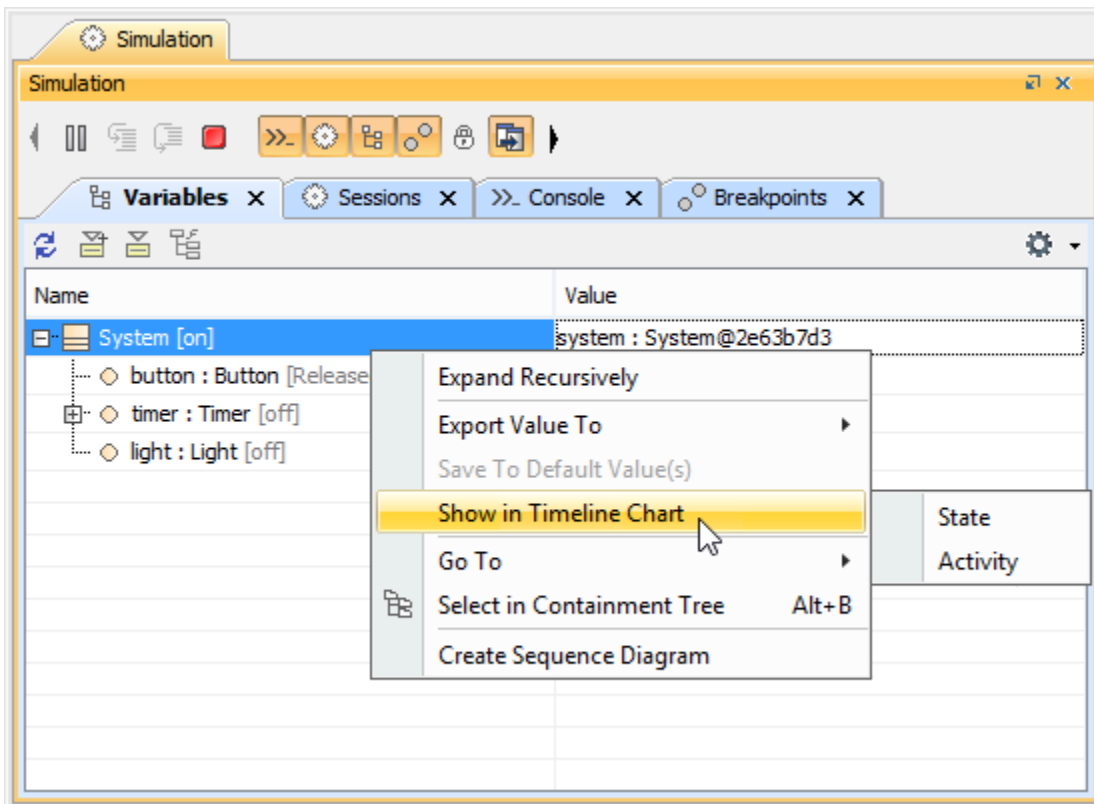 Simulation
Simulation
Variables
Sessions
Console
Breakpoints
Name
Value
System [on]
system : System@2e63b7d3
button : Button [Release
timer : Timer [off]
light : Light [off]
Expand Recursively
Export Value To
Save To Default Value(s)
Show in Timeline Chart
State
Activity
Go To
Select in Containment Tree Alt+B
Create Sequence Diagram